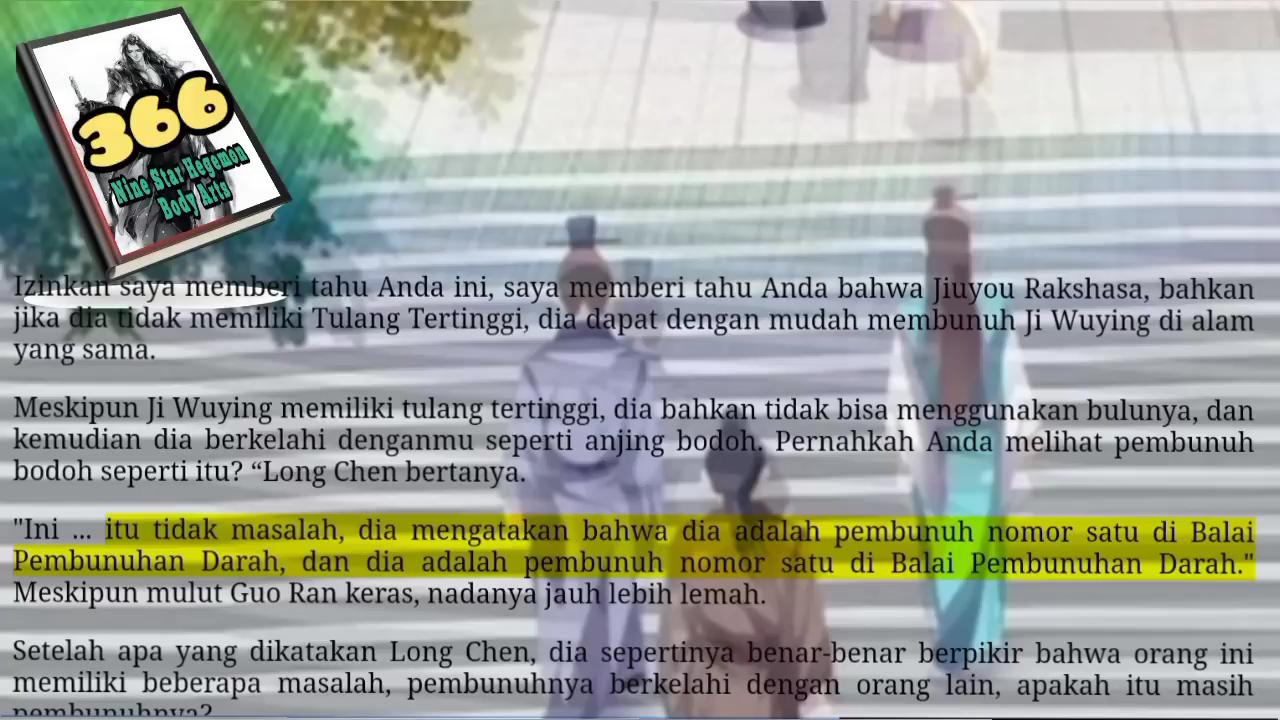 366
Nine Star Hegemon
Body Arts
Izinkan saya memberi tahu Anda ini, saya memberi tahu Anda bahwa Jiuyou Rakshasa, bahkan
jika dia tidak memiliki Tulang Tertinggi, dia dapat dengan mudah membunuh Ji Wuying di alam
yang sama.
Meskipun Ji Wuying memiliki tulang tertinggi, dia bahkan tidak bisa menggunakan bulunya, dan
kemudian dia berkelahi denganmu seperti anjing bodoh. Pernahkah Anda melihat pembunuh
bodoh seperti itu? “Long Chen bertanya.
"Ini ... itu tidak masalah, dia mengatakan bahwa dia adalah pembunuh nomor satu di Balai
Pembunuhan Darah, dan dia adalah pembunuh nomor satu di Balai Pembunuhan Darah."
Meskipun mulut Guo Ran keras, nadanya jauh lebih lemah.
Setelah apa yang dikatakan Long Chen, dia sepertinya benar-benar berpikir bahwa orang ini
memiliki beberapa masalah, pembunuhnya berkelahi dengan orang lain, apakah itu masih
pembunuhnya?